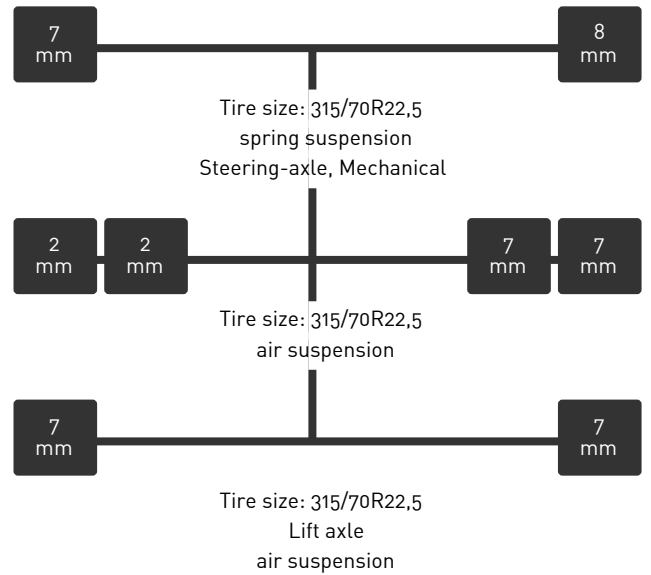 7
mm
8
mm
Tire size: 315/70R22,5
spring suspension
Steering-axle, Mechanical
2
mm
2
mm
7
mm
7
mm
Tire size: 315/70R22,5
air suspension
7
mm
7
mm
Tire size: 315/70R22,5
Lift axle
air suspension